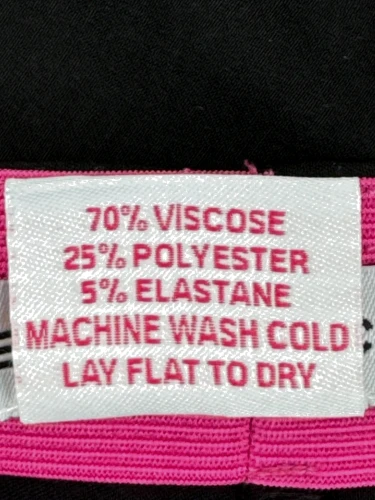 70% VISCOSE
25% POLYESTER
5% ELASTANE
MACHINE WASH COLD
LAY FLAT TO DRY